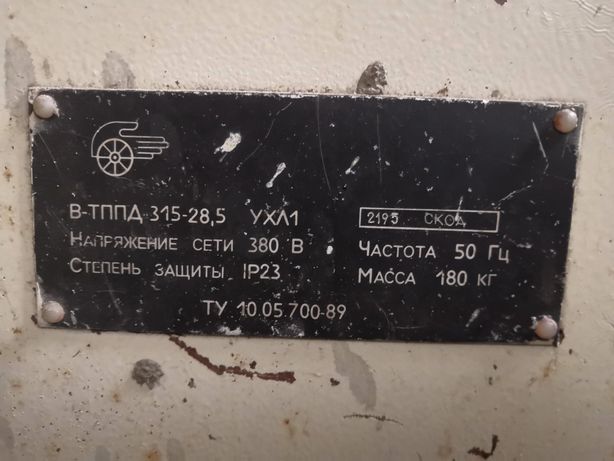 В-ТППД 315-28,5 УХЛ1
2195 СКОД
НАПРЯЖЕНИЕ СЕТИ 380 В
ЧАСТОТА 50 ГЦ
СТЕПЕНЬ ЗАЩИТЫ IP23
МАССА 180 КГ
ТУ 10.05.700-89